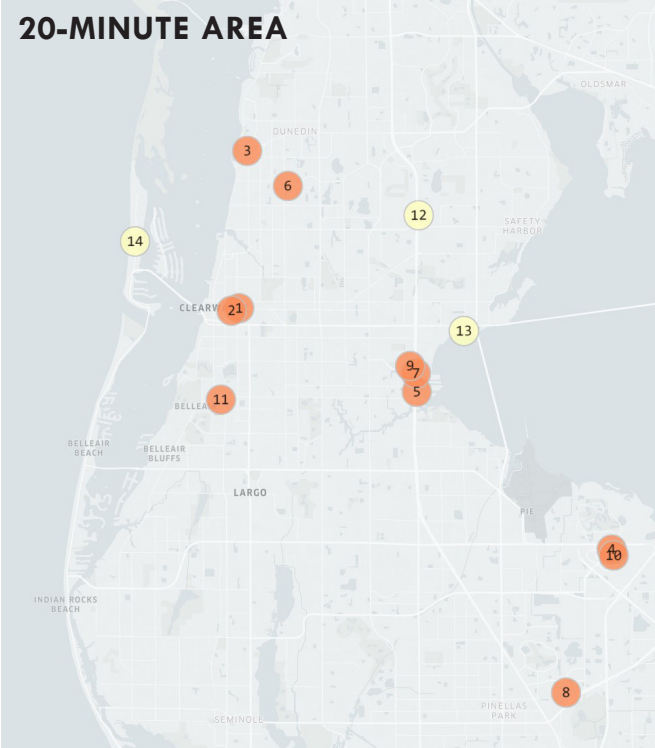 20-MINUTE AREA
OLDSMAR
DUNEDIN
3
6
12
SAFETY
HARBOR
14
CLEARW
2
1
13
9
7
5
11
BELLEA
BELLEAIR
BEACH
BELLEAIR
BLUFFS
LARGO
PIE
4
10
INDIAN ROCKS
BEACH
8
PINELLAS
PARK
SEMINOLE